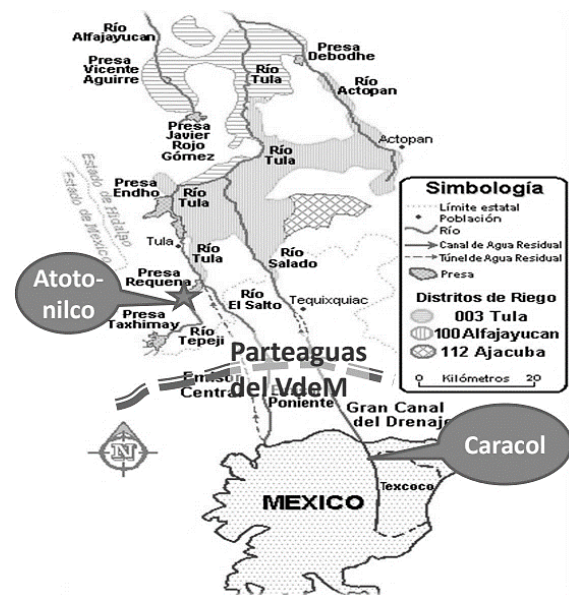 Río
Alfajayucan
Presa
Vicente
Aguirre
Río
Tula
Presa
Debodhe
Río
Actopan
Presa
Javier
Rojo
Gómez
Río
Tula
Actopan
Estado de Hidalgo
Estado de México
Presa
Endho
Río
Tula
Tula
Río
Tula
Río
Salado
Presa
Requena
Atoto-
nilco
Río
El Salto
Tequixquiac
Presa
Taxhimay
Río
Tepeji
Simbología
Límite estatal
Población
Río
Canal de Agua Residual
Túnel de Agua Residual
Presa
Distritos de Riego
003 Tula
100 Alfajayucan
112 Ajacuba
0 Kilómetros 20
Parteaguas
del VdeM
Central
Poniente
Gran Canal
del Drenaje
Caracol
N
Texcoco
MEXICO